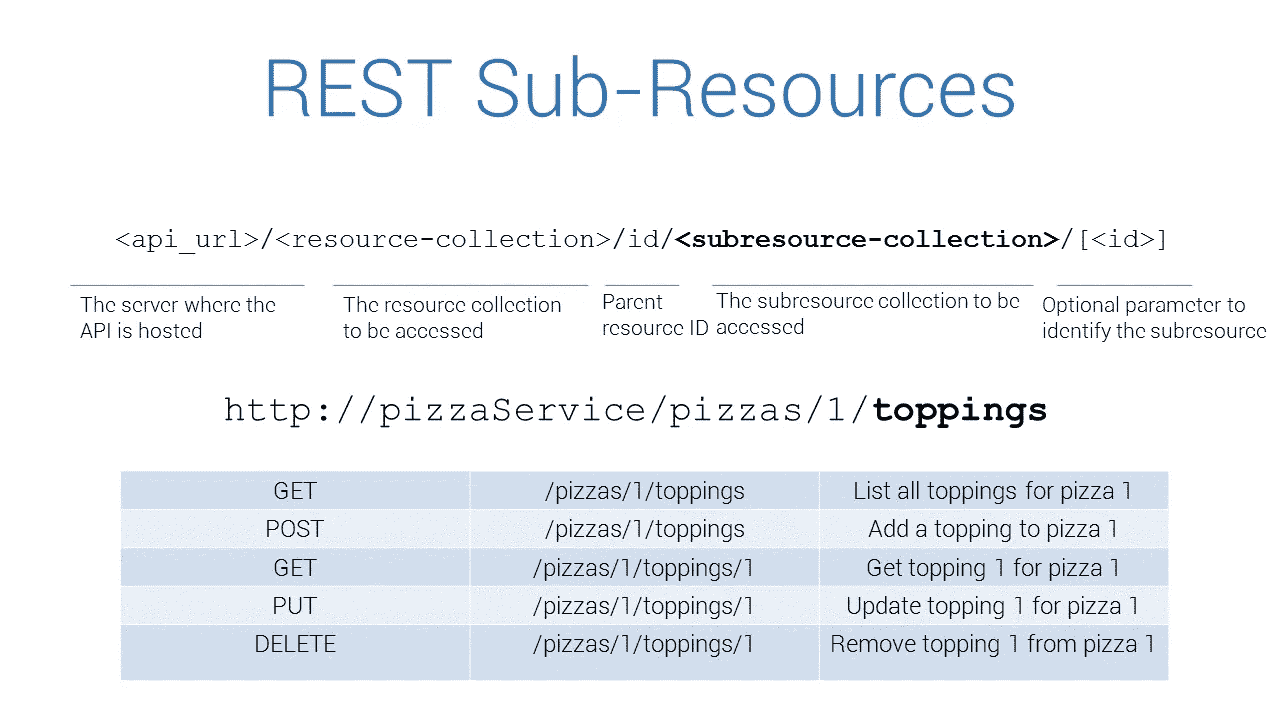 REST Sub-Resources
<api_url>/<resource-collection>/id/<subresource-collection>/[<id>]
The server where the
API is hosted
The resource collection
to be accessed
Parent
resource ID
The subresource collection to be
accessed
Optional parameter to
identify the subresource
http://pizzaService/pizzas/1/toppings
GET /pizzas/1/toppings List all toppings for pizza 1
POST /pizzas/1/toppings Add a topping to pizza 1
GET /pizzas/1/toppings/1 Get topping 1 for pizza 1
PUT /pizzas/1/toppings/1 Update topping 1 for pizza 1
DELETE /pizzas/1/toppings/1 Remove topping 1 from pizza 1